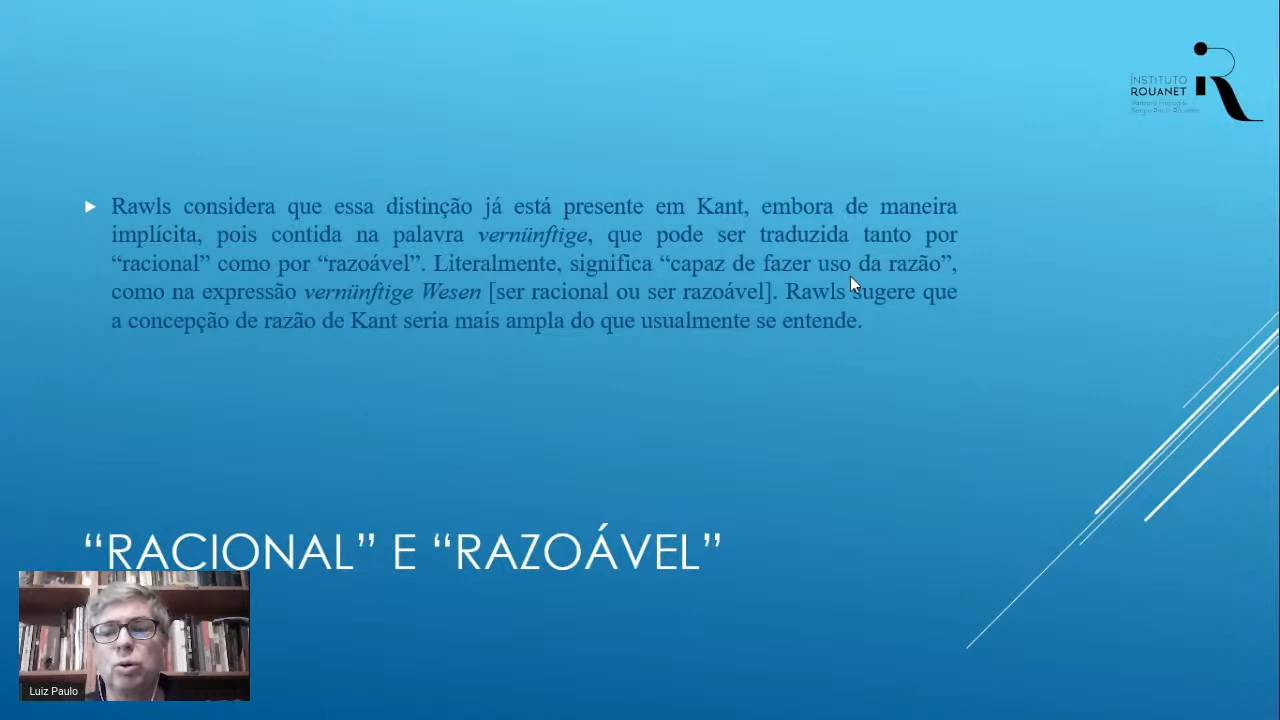 INSTITUTO
ROUANET
Rawls considera que essa distinção já está presente em Kant, embora de maneira
implícita, pois contida na palavra vernünftige, que pode ser traduzida tanto por
“racional” como por “razoável”. Literalmente, significa “capaz de fazer uso da razão”,
como na expressão vernünftige Wesen [ser racional ou ser razoável]. Rawls sugere que
a concepção de razão de Kant seria mais ampla do que usualmente se entende.
“RACIONAL” E “RAZOÁVEL”
Luiz Paulo